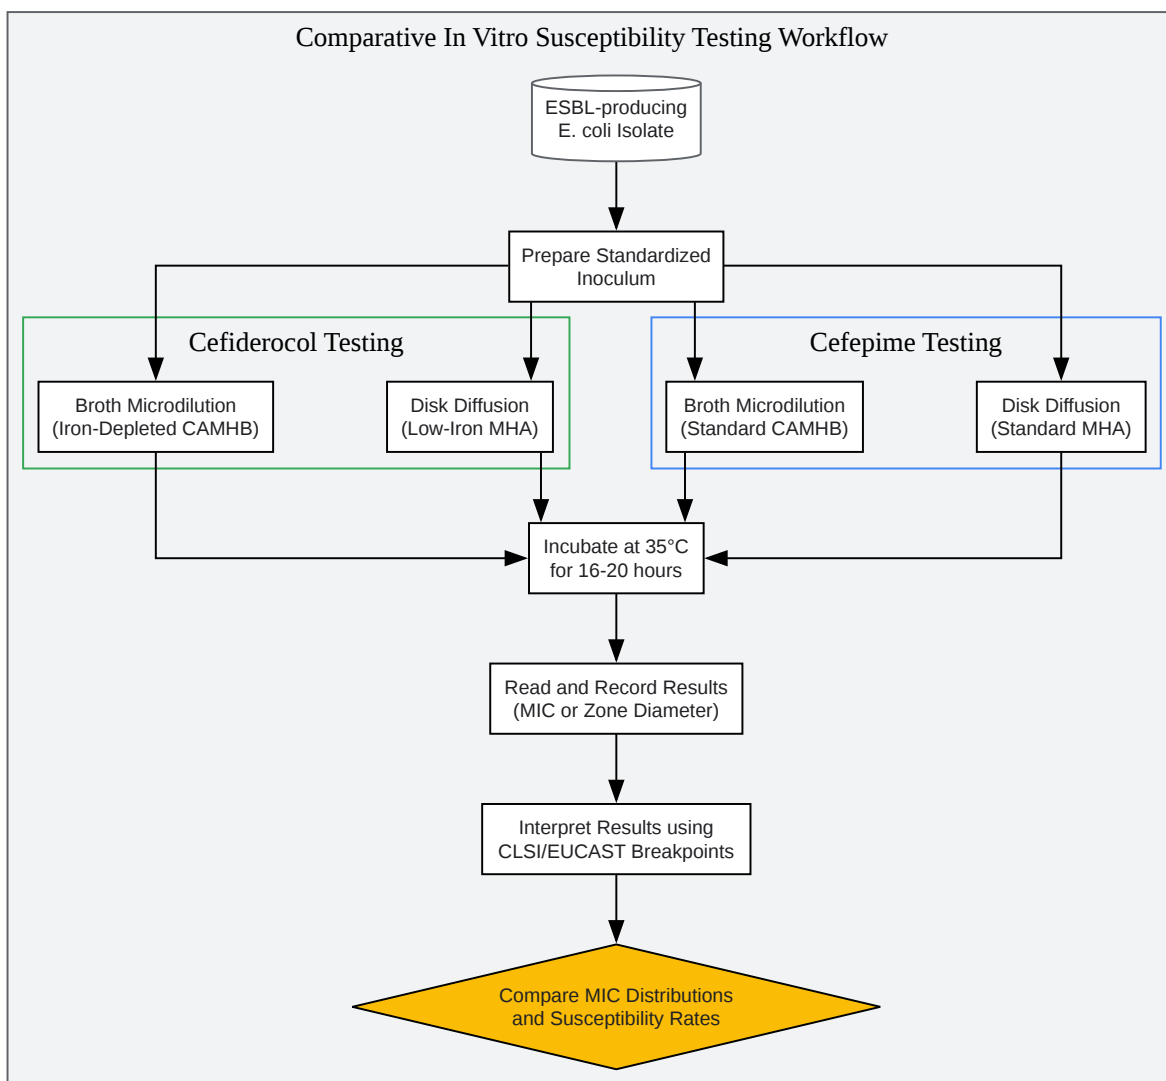 Comparative In Vitro Susceptibility Testing Workflow
ESBL-producing
E. coli Isolate
Prepare Standardized
Inoculum
Cefiderocol Testing
Broth Microdilution
(Iron-Depleted CAMHB)
Disk Diffusion
(Low-Iron MHA)
Cefepime Testing
Broth Microdilution
(Standard CAMHB)
Disk Diffusion
(Standard MHA)
Incubate at 35°C
for 16-20 hours
Read and Record Results
(MIC or Zone Diameter)
Interpret Results using
CLSI/EUCAST Breakpoints
Compare MIC Distributions
and Susceptibility Rates